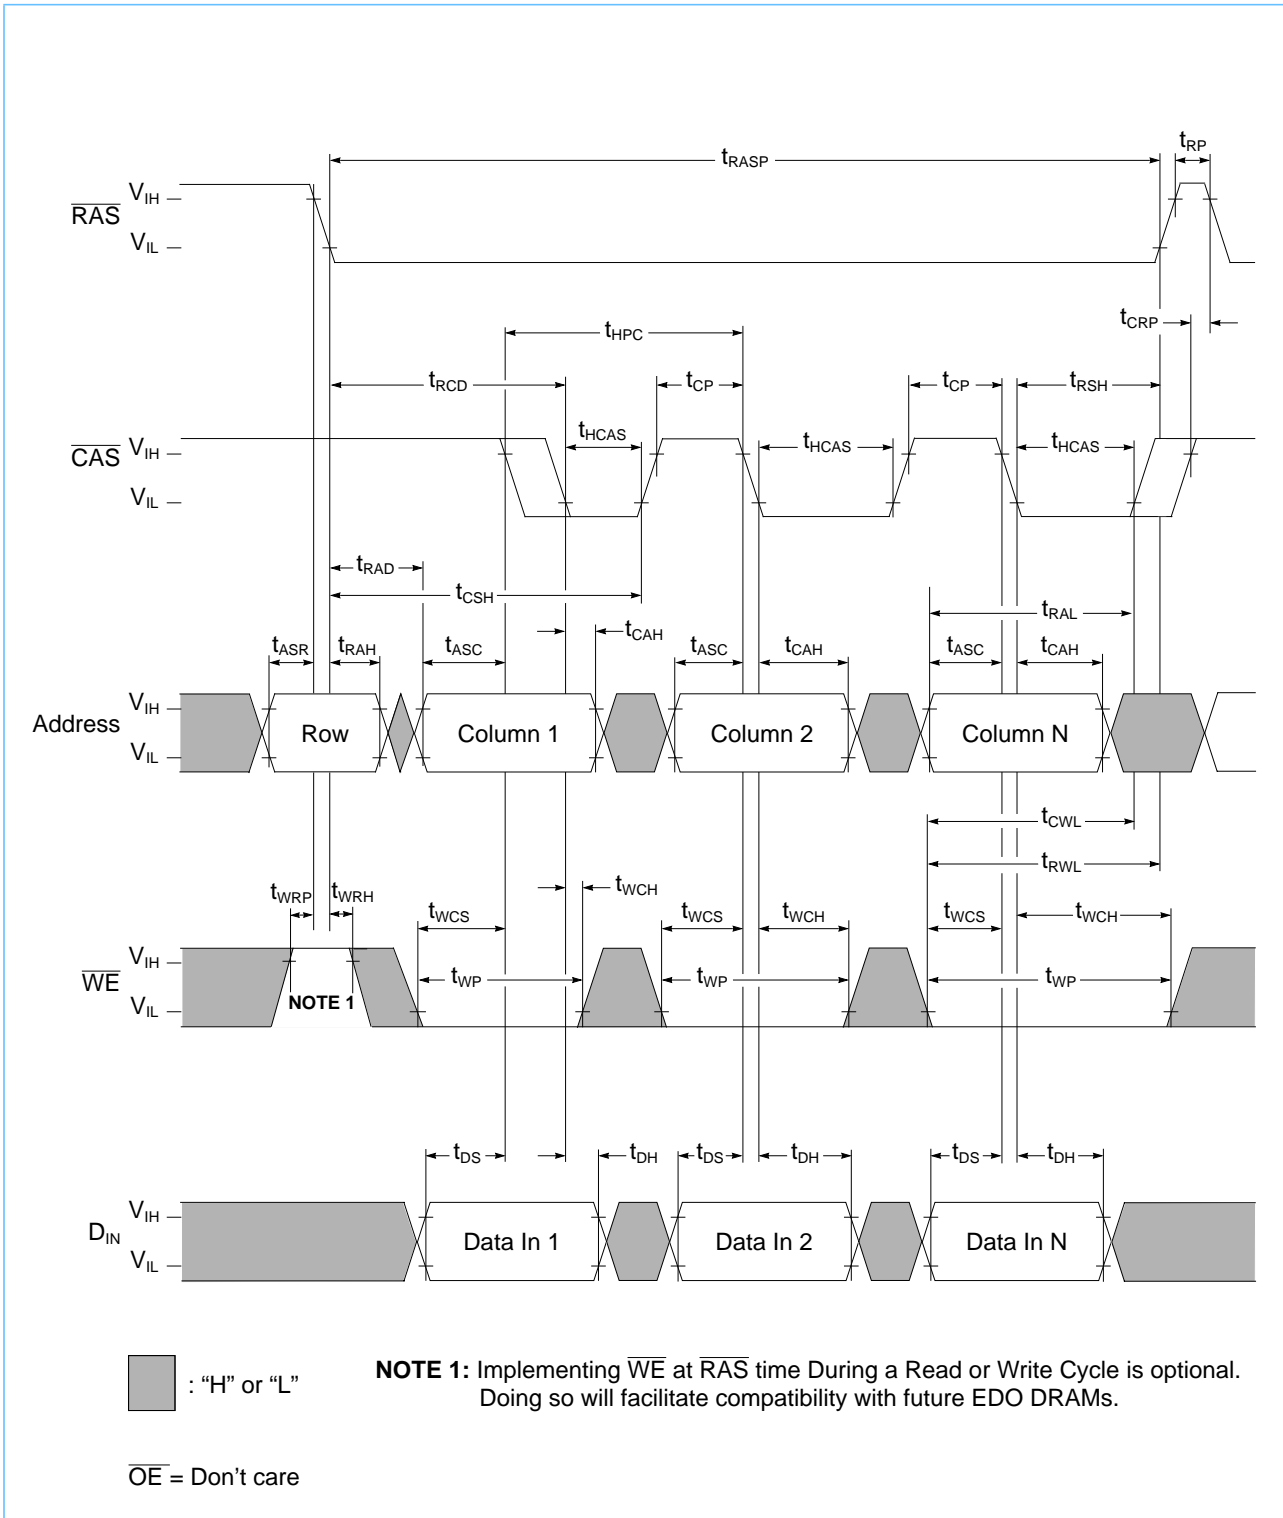 tRP
tRASP
VIH
RAS
VIL
tCRP
tHPC
tRCD tCP tCP tRSH
tHCAS tHCAS tHCAS
VIH
CAS
VIL
tRAD
tCSH
tRAL
tCAH
tASR tRAH tASC tASC tCAH tASC tCAH
VIH
Address Row Column 1 Column 2 Column N
VIL
tCWL
tRWL
tWRP tWRH tWCH
tWCS tWCS tWCH tWCS tWCH
VIH
WE tWP tWP tWP
NOTE 1
VIL
tDS tDH tDS tDH tDS tDH
VIH
DIN Data In 1 Data In 2 Data In N
VIL
: “H” or “L”
NOTE 1: Implementing WE at RAS time During a Read or Write Cycle is optional.
Doing so will facilitate compatibility with future EDO DRAMs.
OE = Don’t care